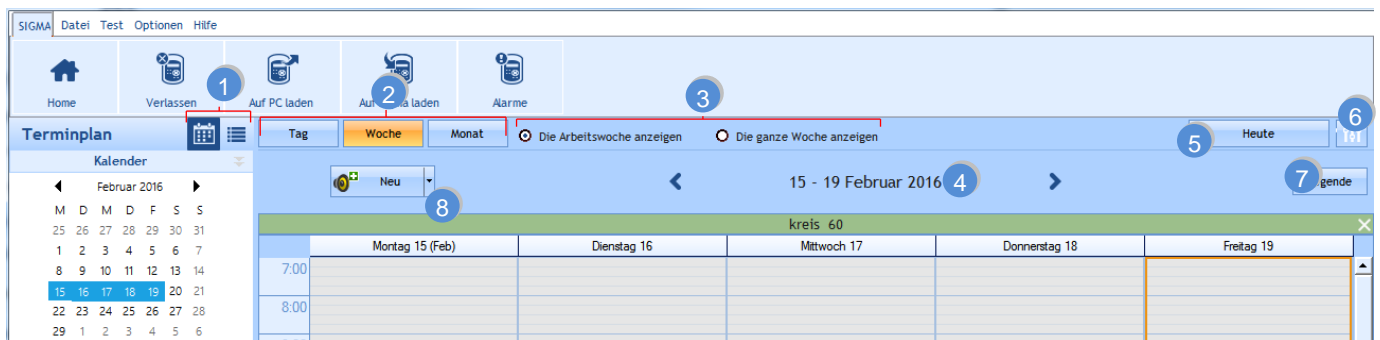 SIGMA Datei Test Optionen Hilfe
Home Verlassen Auf PC laden Auf laden Alarme
1 2 3 6
Terminplan Tag Woche Monat Die Arbeitswoche anzeigen Die ganze Woche anzeigen 5 Heute
Kalender
Februar 2016
Neu 8 15 - 19 Februar 2016 4 7
M D M D F S S
25 26 27 28 29 30 31
1 2 3 4 5 6 7
8 9 10 11 12 13 14
15 16 17 18 19 20 21
22 23 24 25 26 27 28
29 1 2 3 4 5 6
kreis 60
Montag 15 (Feb) Dienstag 16 Mittwoch 17 Donnerstag 18 Freitag 19
7:00
8:00